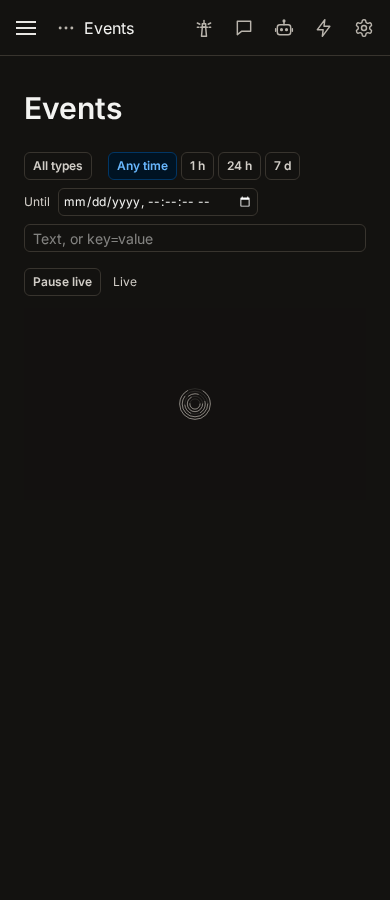 ··· Events
Events
All types Any time 1 h 24 h 7 d
Until mm/dd/yyyy, --:--:-- --
Text, or key=value
Pause live Live